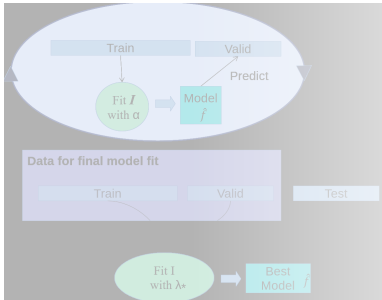 Train
Valid
Predict
Fit I
with α
Model
f
Data for final model fit
Train
Valid
Test
Fit I
with λ*
Best
Model f